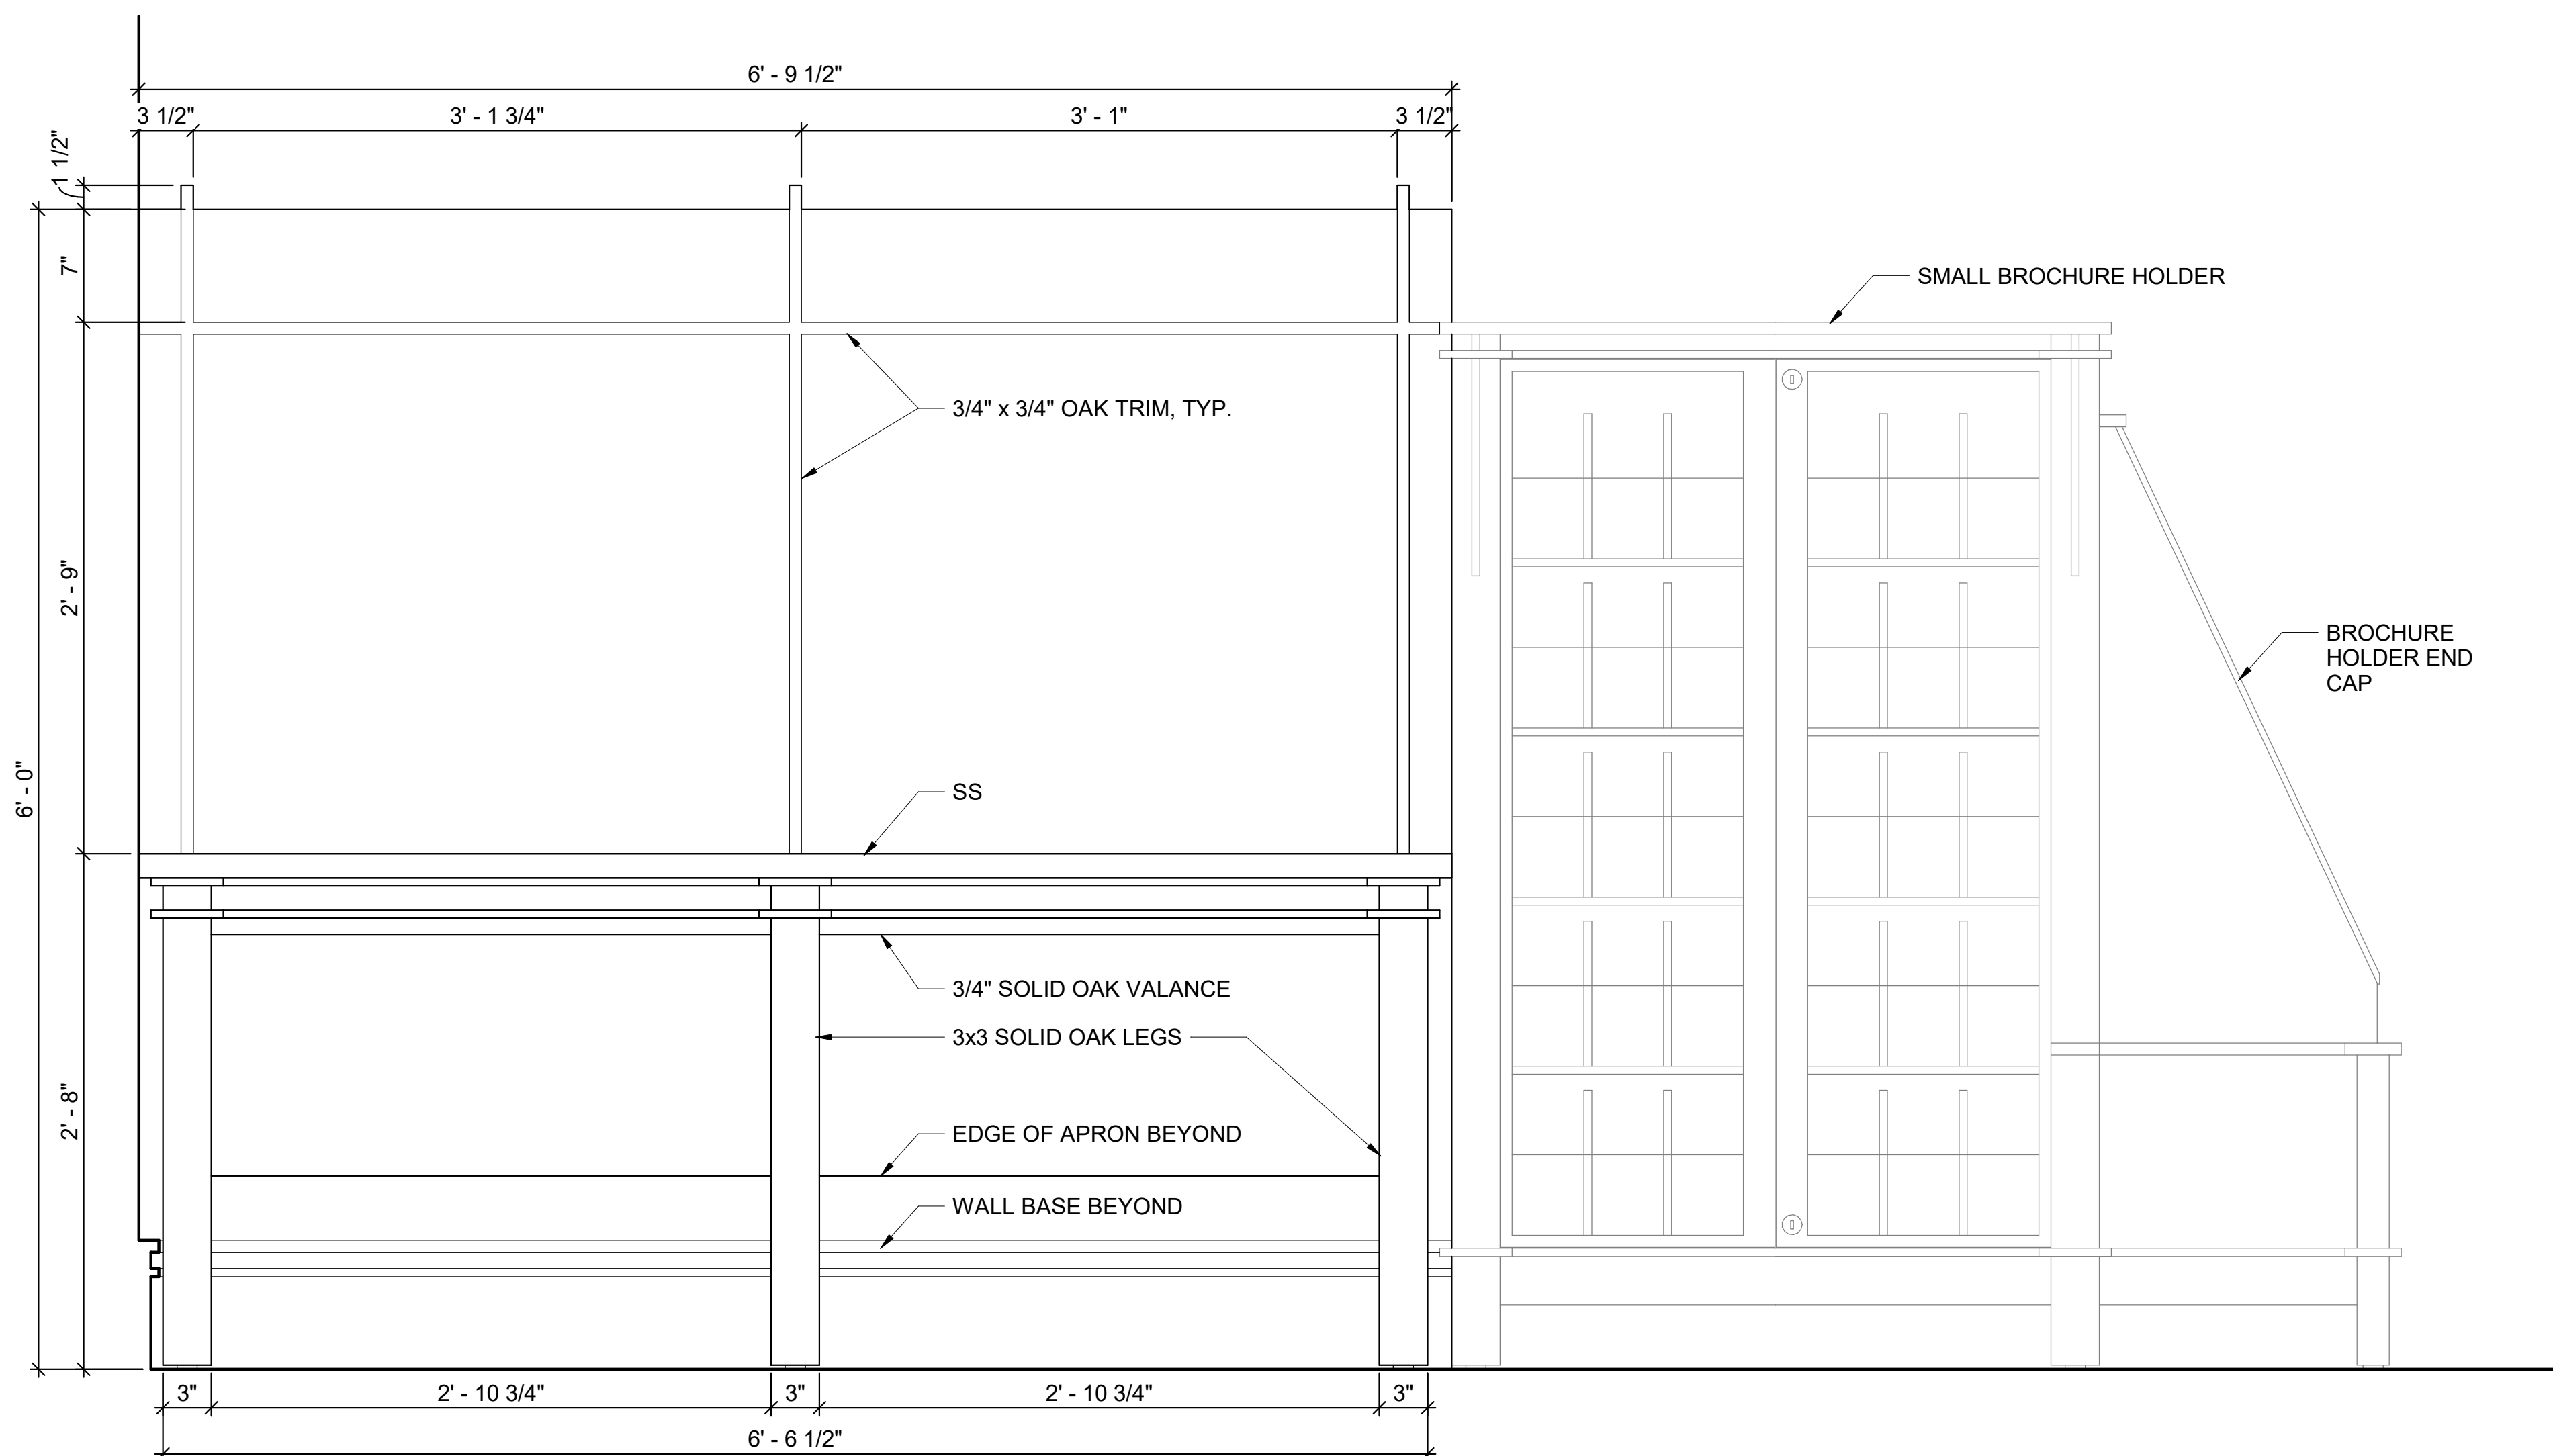 6' - 9 1/2"
3 1/2"
3' - 1 3/4"
3' - 1"
3 1/2"
1 1/2"
7"
SMALL BROCHURE HOLDER
3/4" x 3/4" OAK TRIM, TYP.
2' - 9"
BROCHURE
HOLDER END
CAP
6' - 0"
SS
3/4" SOLID OAK VALANCE
3x3 SOLID OAK LEGS
2' - 8"
EDGE OF APRON BEYOND
WALL BASE BEYOND
3"
2' - 10 3/4"
3"
2' - 10 3/4"
3"
6' - 6 1/2"